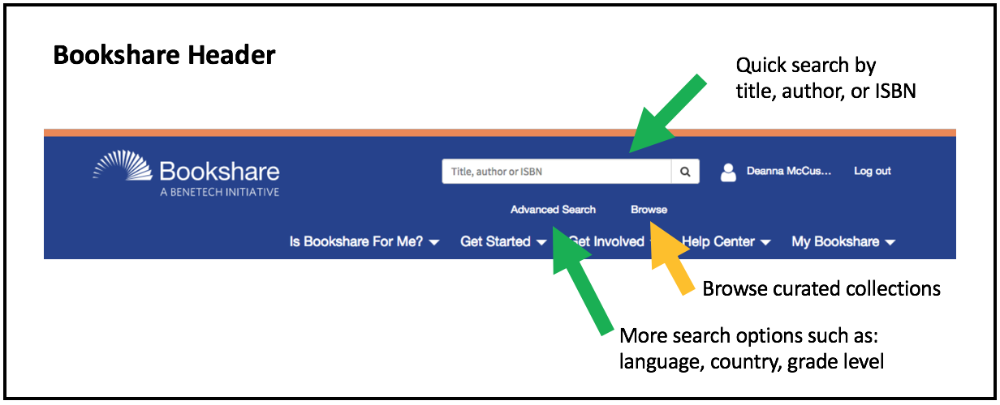 Bookshare Header
Quick search by
title, author, or ISBN
Bookshare
A BENETECH INITIATIVE
Title, author or ISBN
Deanna McCus...
Log out
Advanced Search
Browse
Is Bookshare For Me?
Get Started
Get Involved
Help Center
My Bookshare
Browse curated collections
More search options such as:
language, country, grade level